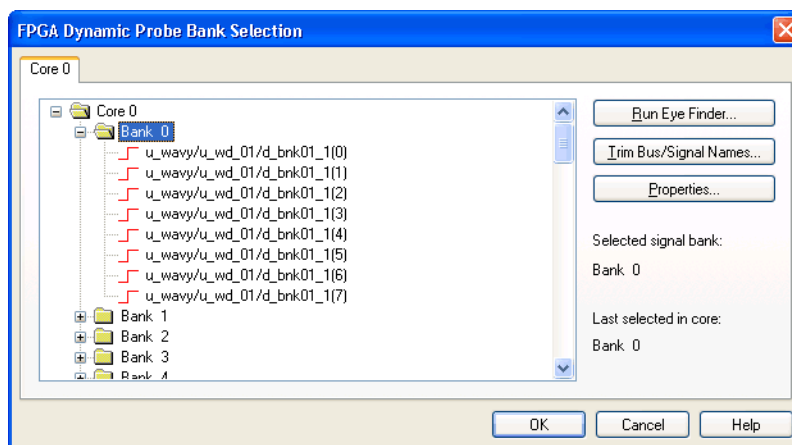 FPGA Dynamic Probe Bank Selection
Core 0
Core 0
Bank 0
u_wavy/u_wd_01/d_bnk01_1(0)
u_wavy/u_wd_01/d_bnk01_1(1)
u_wavy/u_wd_01/d_bnk01_1(2)
u_wavy/u_wd_01/d_bnk01_1(3)
u_wavy/u_wd_01/d_bnk01_1(4)
u_wavy/u_wd_01/d_bnk01_1(5)
u_wavy/u_wd_01/d_bnk01_1(6)
u_wavy/u_wd_01/d_bnk01_1(7)
Bank 1
Bank 2
Bank 3
Bank 4
Run Eye Finder...
Trim Bus/Signal Names...
Properties...
Selected signal bank:
Bank 0
Last selected in core:
Bank 0
OK
Cancel
Help